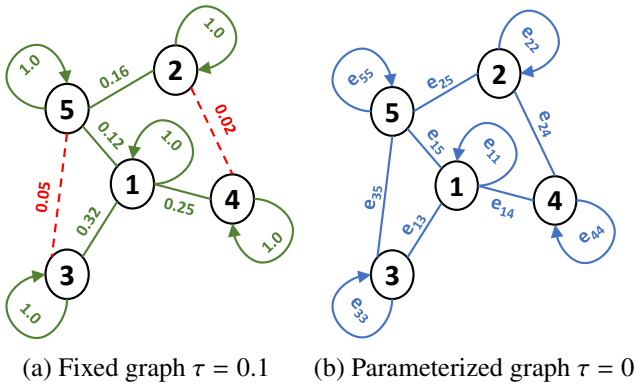 1.0
1.0
0.16
2
5
0.12
1.0
0.02
1
0.05
0.25
4
0.32
1.0
3
1.0
(a) Fixed graph τ = 0.1
e22
e55
e25
2
5
e15
e11
e24
1
e35
e14
4
e13
e44
3
e33
(b) Parameterized graph τ = 0